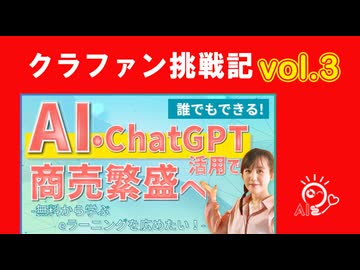 クラファン挑戦記 vol.3
誰でもできる!
AI・ChatGPT
活用で
商売繁盛へ
-無料から学ぶ
eラーニングを広めたい！-
AI